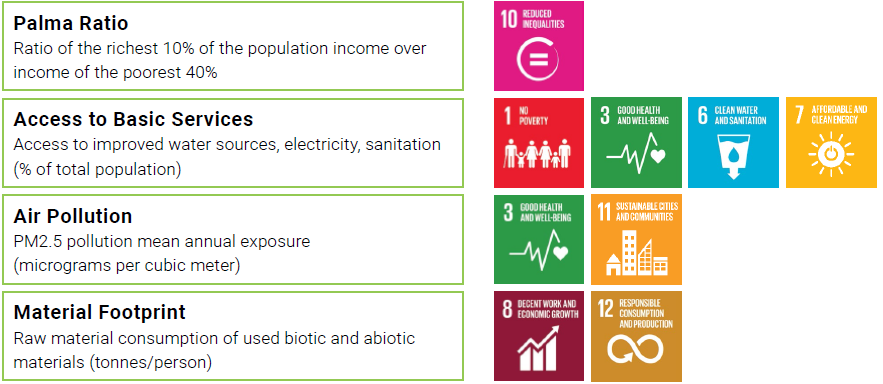 Palma Ratio
Ratio of the richest 10% of the population income over
income of the poorest 40%
10 REDUCED
INEQUALITIES
Access to Basic Services
Access to improved water sources, electricity, sanitation
(% of total population)
1 NO
POVERTY
3 GOOD HEALTH
AND WELL-BEING
6 CLEAN WATER
AND SANITATION
7 AFFORDABLE AND
CLEAN ENERGY
Air Pollution
PM2.5 pollution mean annual exposure
(micrograms per cubic meter)
3 GOOD HEALTH
AND WELL-BEING
11 SUSTAINABLE CITIES
AND COMMUNITIES
Material Footprint
Raw material consumption of used biotic and abiotic
materials (tonnes/person)
8 DECENT WORK AND
ECONOMIC GROWTH
12 RESPONSIBLE
CONSUMPTION
AND PRODUCTION